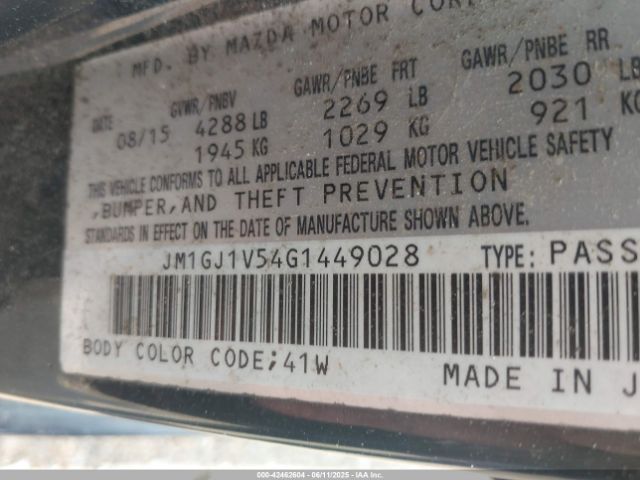 MFD. BY MAZDA MOTOR CORP
DATE GVWR/PNBV GAWR/PNBE FRT GAWR/PNBE RR
08/15 4288 LB 2269 LB 2030 LB
1945 KG 1029 KG 921 KG
THIS VEHICLE CONFORMS TO ALL APPLICABLE FEDERAL MOTOR VEHICLE SAFETY
,BUMPER,AND THEFT PREVENTION
STANDARDS IN EFFECT ON THE DATE OF MANUFACTURE SHOWN ABOVE.
JM1GJ1V54G1449028 TYPE: PASS
BODY COLOR CODE;41W
MADE IN J
000-42462604 06/11/2025 IAAI.com